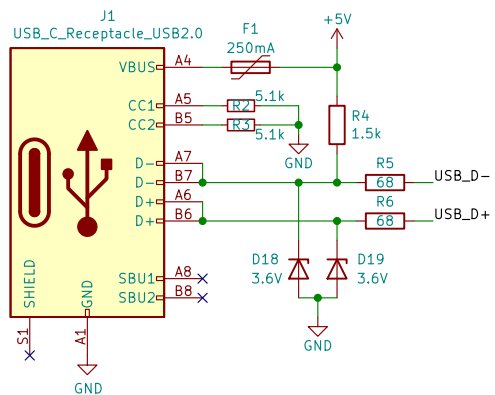 J1
USB_C_Receptacle_USB2.0
F1
250mA
+5V
VBUS
A4
CC1
A5
R2
5.1k
CC2
B5
R3
5.1k
GND
R4
1.5k
D-
A7
D-
B7
R5
68
USB_D-
D+
A6
D+
B6
R6
68
USB_D+
D18
3.6V
D19
3.6V
SBU1
A8
SBU2
B8
SHIELD
GND
S1
A1
GND
GND